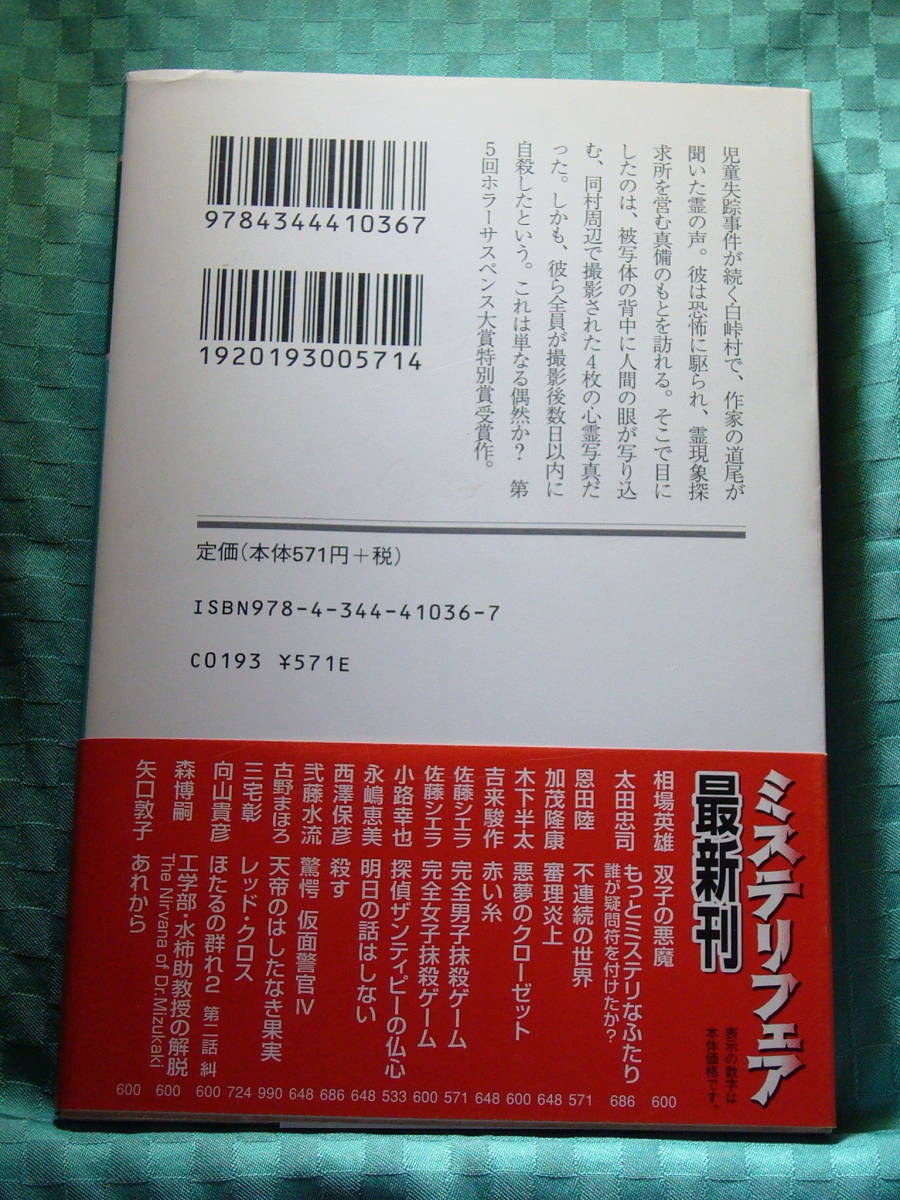 児童失踪事件が続く白峠村で、作家の道尾が
聞いた霊の声。彼は恐怖に駆られ、霊現象探
求所を営む真備のもとを訪れる。そこで目に
したのは、被写体の背中に人間の眼が写り込
む、同村周辺で撮影された4枚の心霊写真だ
った。しかも、彼ら全員が撮影後数日以内に
自殺したという。これは単なる偶然か? 第
5回ホラーサスペンス大賞特別賞受賞作。
9784344410367
1920193005714
定価(本体571円+税)
ISBN978-4-344-41036-7
C0193 ¥571E
ミステリフェア
最新刊
表示の数字は
本体価格です。
相場英雄 双子の悪魔 600
太田忠司 もっとミステリなふたり
誰が疑問符を付けたか? 686
恩田陸 不連続の世界 571
加茂隆康 審理炎上 648
木下半太 悪夢のクローゼット 600
吉来駿作 赤い糸 648
佐藤シエラ 完全男子抹殺ゲーム 571
佐藤シエラ 完全女子抹殺ゲーム 600
小路幸也 探偵ザンティピーの仏心 533
永嶋恵美 明日の話はしない 648
西澤保彦 殺す 686
弐藤水流 驚愕 仮面警官Ⅳ 648
古野まほろ 天帝のはしたなき果実 990
三宅彰 レッド・クロス 724
向山貴彦 ほたるの群れ2 第二話 糾 600
森博嗣 工学部・水柿助教授の解脱
The Nirvana of Dr.Mizukaki 600
矢口敦子 あれから 600